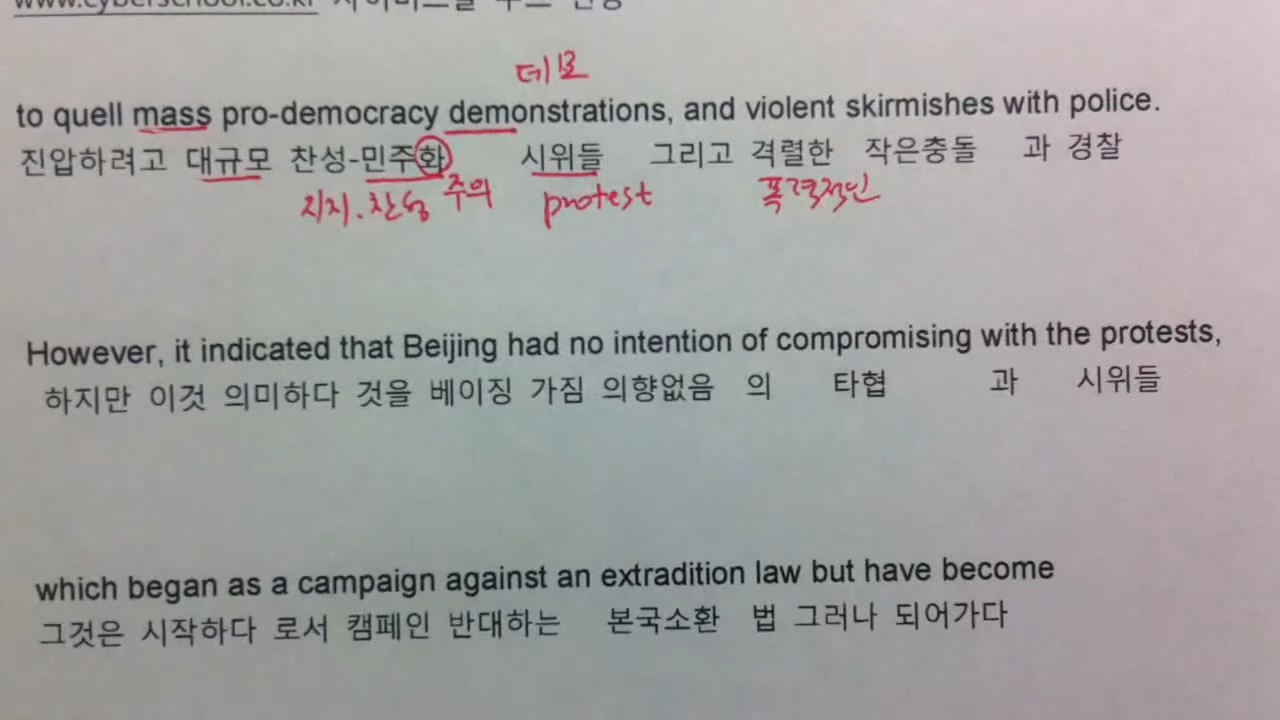 www.cyberschool.co.kr
데모
to quell mass pro-democracy demonstrations, and violent skirmishes with police.
진압하려고 대규모 찬성-민주화 시위들 그리고 격렬한 작은충돌 과 경찰
지지.찬성 주의 protest 폭력적인
However, it indicated that Beijing had no intention of compromising with the protests,
하지만 이것 의미하다 것을 베이징 가짐 의향없음 의 타협 과 시위들
which began as a campaign against an extradition law but have become
그것은 시작하다 로서 캠페인 반대하는 본국소환 법 그러나 되어가다